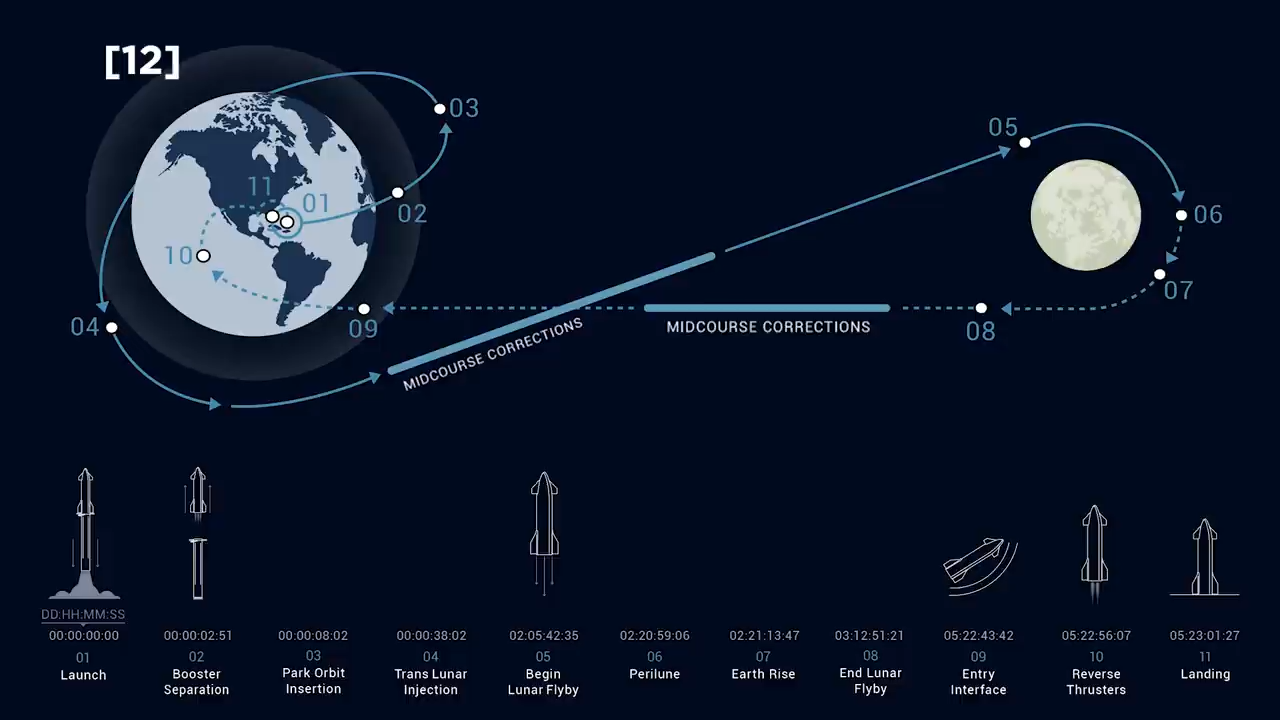 [12]
03
05
11
01
02
06
10
07
04
09
08
MIDCOURSE CORRECTIONS
MIDCOURSE CORRECTIONS
DD:HH:MM:SS
00:00:00:00
01
Launch
00:00:02:51
02
Booster
Separation
00:00:08:02
03
Park Orbit
Insertion
00:00:38:02
04
Trans Lunar
Injection
02:05:42:35
05
Begin
Lunar Flyby
02:20:59:06
06
Perilune
02:21:13:47
07
Earth Rise
03:12:51:21
08
End Lunar
Flyby
05:22:43:42
09
Entry
Interface
05:22:56:07
10
Reverse
Thrusters
05:23:01:27
11
Landing